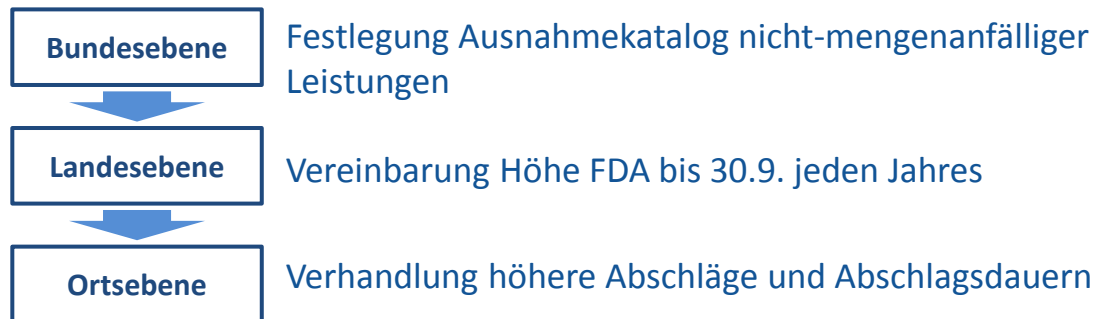 Bundesebene
Festlegung Ausnahmekatalog nicht-mengenanfälliger
Leistungen
Landesebene
Vereinbarung Höhe FDA bis 30.9. jeden Jahres
Ortsebene
Verhandlung höhere Abschläge und Abschlagsdauern